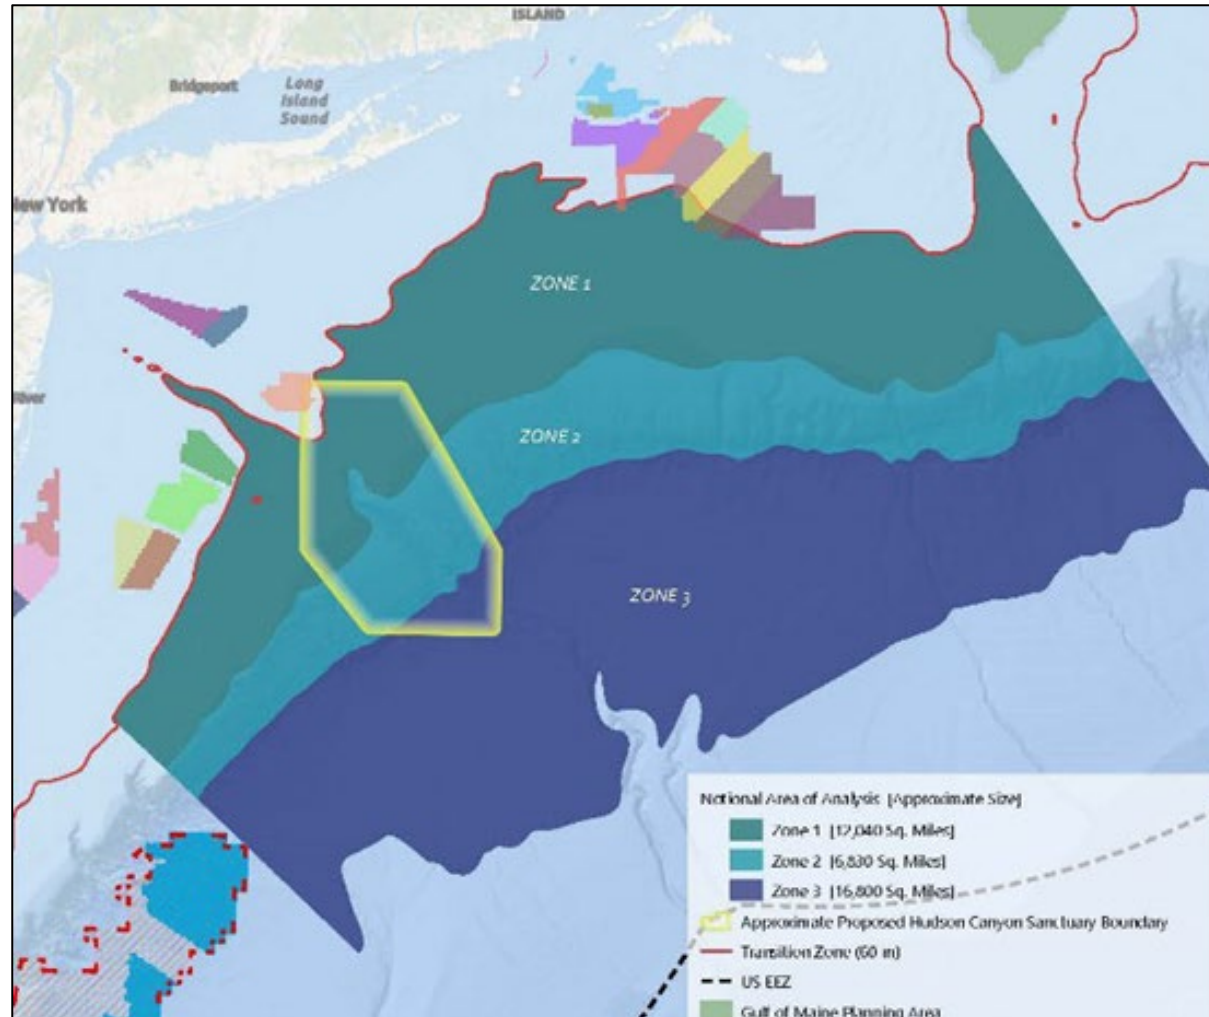 ISLAND
Bridgeport
Long
Island
Sound
New York
ZONE 1
River
ZONE 2
ZONE 3
Notional Area of Analysis [Approximate Size]
Zone 1 [12,040 Sq. Miles]
Zone 2 [6,830 Sq. Miles]
Zone 3 [16,800 Sq. Miles]
Approximate Proposed Hudson Canyon Sanctuary Boundary
Transition Zone (60 m)
US EEZ
Gulf of Maine Planning Area